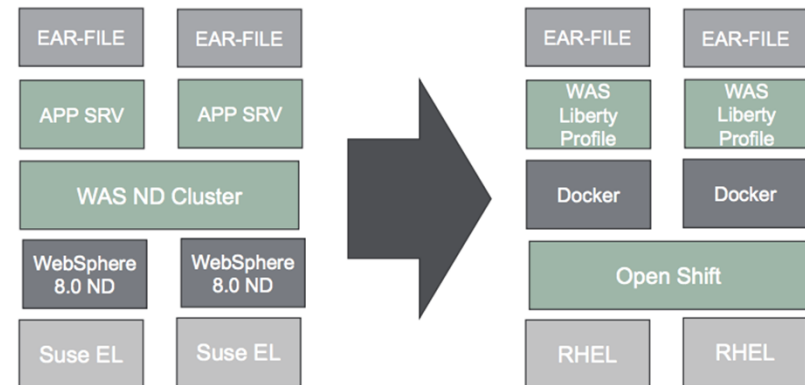 EAR-FILE
EAR-FILE
APP SRV
APP SRV
WAS ND Cluster
WebSphere
8.0 ND
WebSphere
8.0 ND
Suse EL
Suse EL
EAR-FILE
EAR-FILE
WAS
Liberty
Profile
WAS
Liberty
Profile
Docker
Docker
Open Shift
RHEL
RHEL